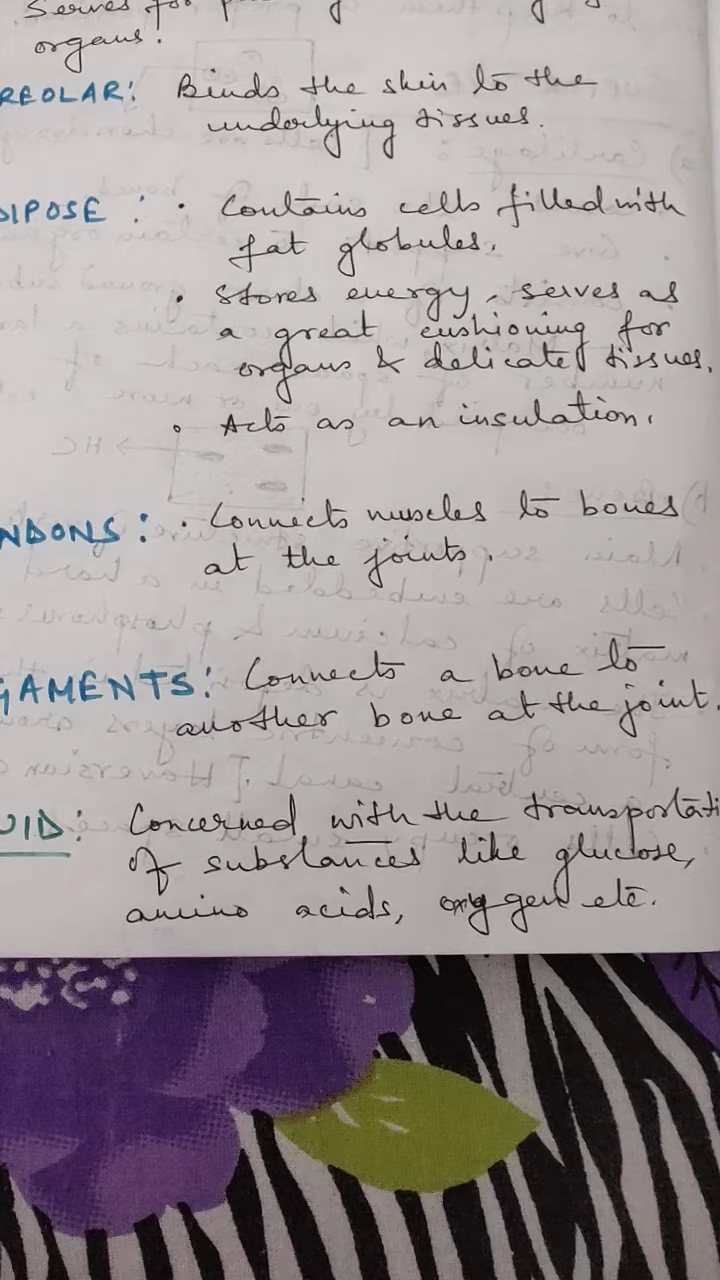 Serves for
organs.
REOLAR: Binds the skin to the
underlying tissues.
DIPOSE : • Contains cells filled with
fat globules.
• Stores energy, serves as
a great cushioning for
organs & delicate tissues.
• Acts as an insulation.
NDONS: • Connects muscles to bones
at the joints.
GAMENTS: Connects a bone to
another bone at the joint.
UID: Concerned with the transportati
of substances like glucose,
amino acids, oxygen etc.